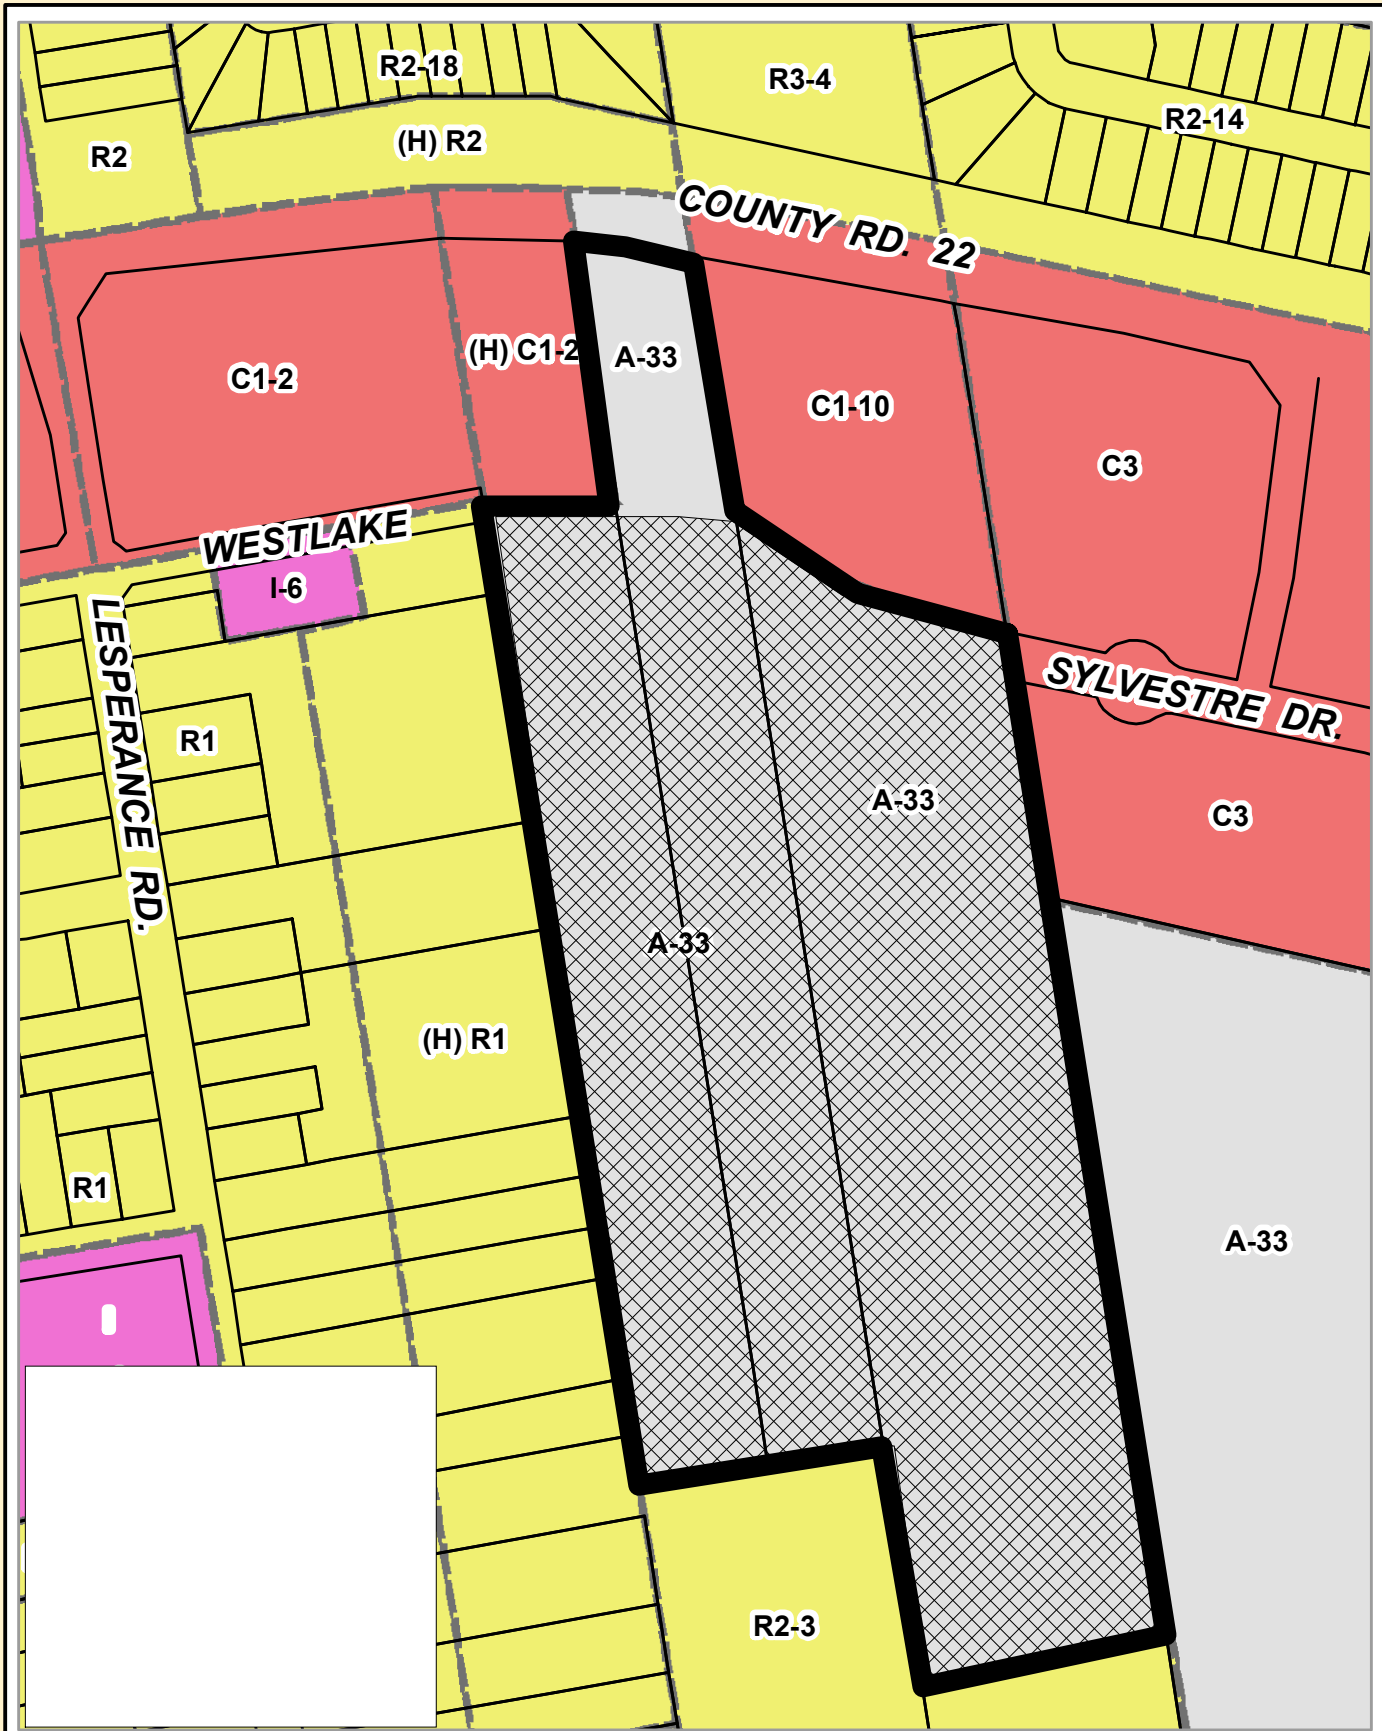 R2-18
R3-4
R2-14
(H) R2
R2
COUNTY RD. 22
(H) C1-2
A-33
C1-2
C1-10
C3
WESTLAKE
I-6
LESPERANCE RD.
SYLVESTRE DR.
R1
A-33
C3
A-33
(H) R1
R1
A-33
R2-3